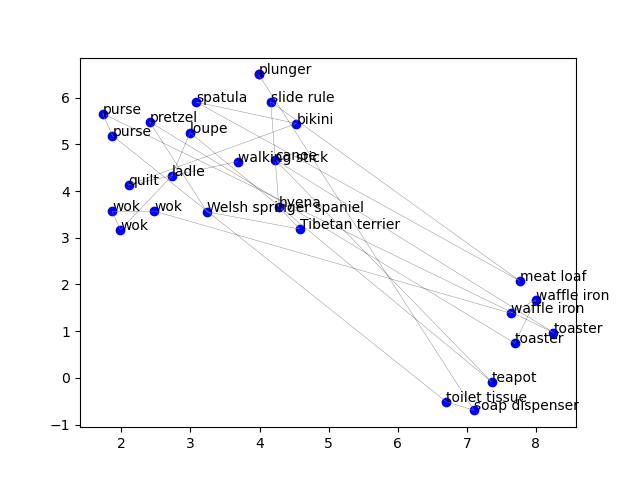 plunger
spatula
slide rule
purse
pretzel
bikini
purse
loupe
walking stick
canoe
ladle
quilt
hyena
wok
wok
Welsh springer spaniel
wok
Tibetan terrier
meat loaf
waffle iron
waffle iron
toaster
toaster
teapot
toilet tissue
soap dispenser
6
5
4
3
2
1
0
−1
2 3 4 5 6 7 8